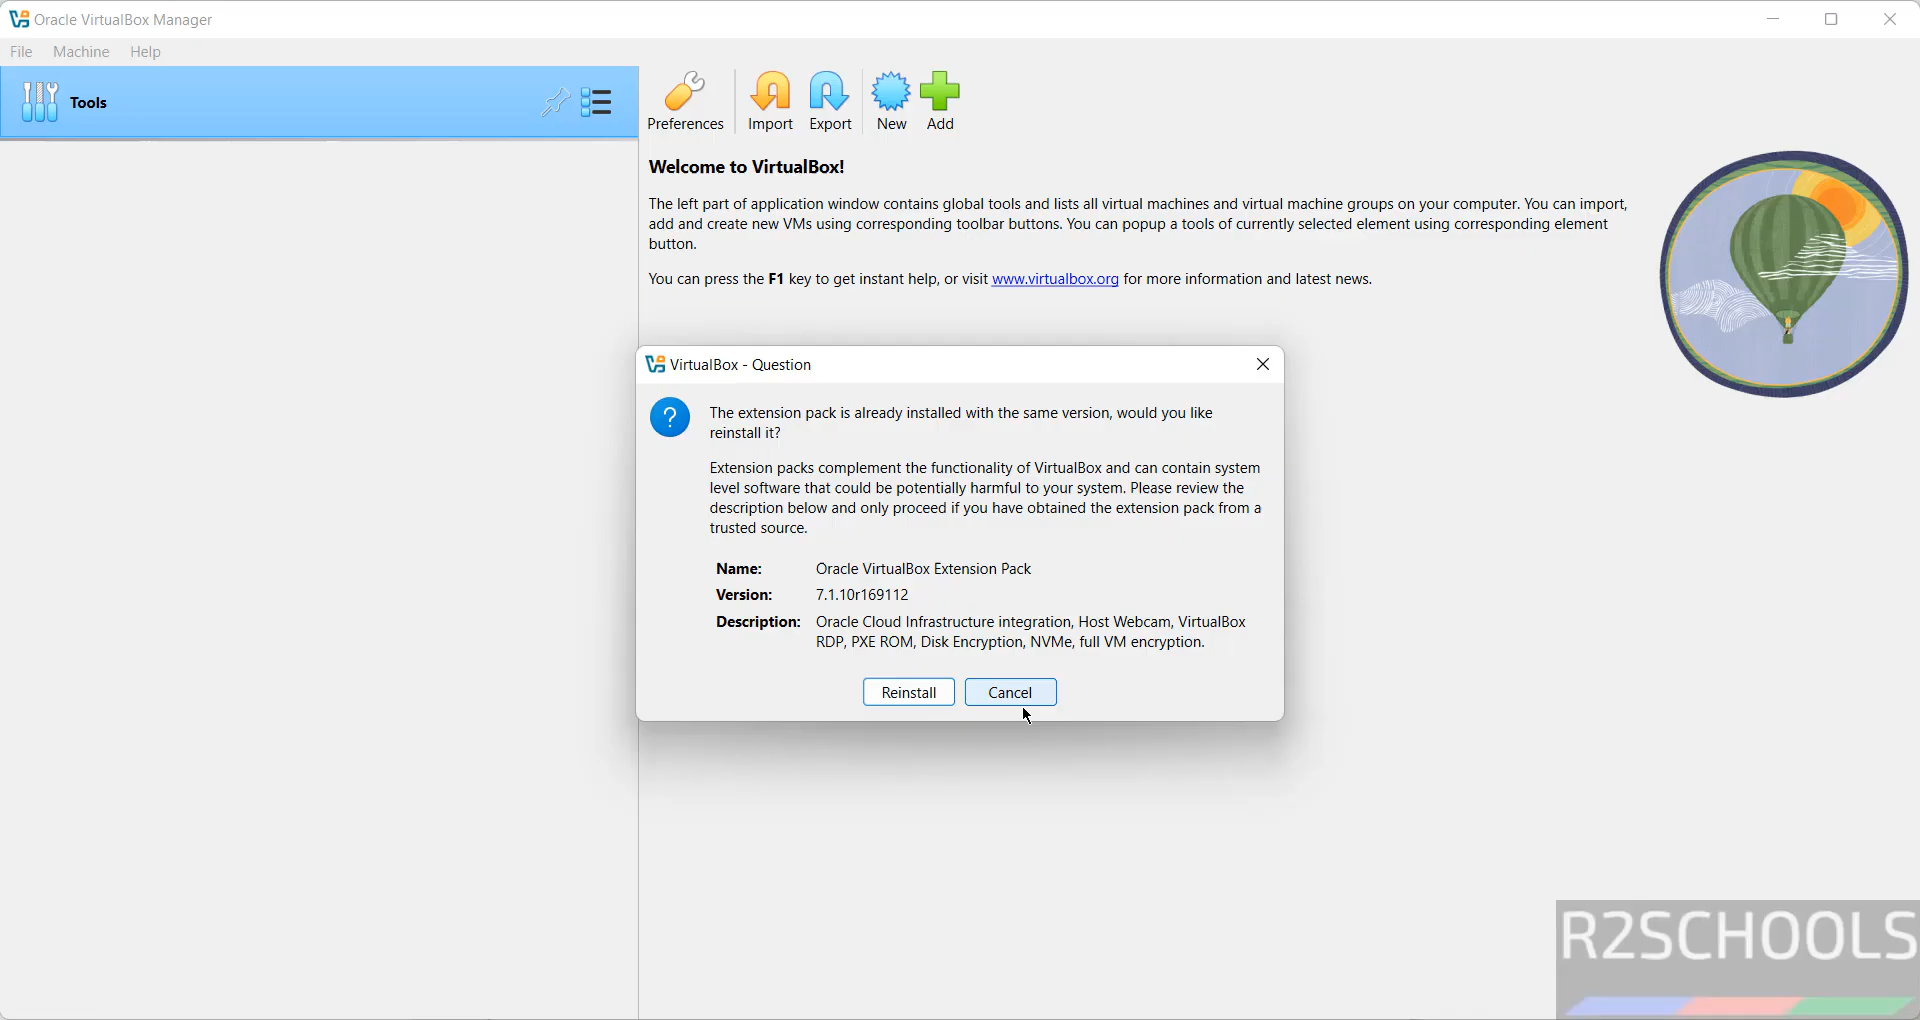 Oracle VirtualBox Manager
File Machine Help
Tools
Preferences Import Export New Add
Welcome to VirtualBox!
The left part of application window contains global tools and lists all virtual machines and virtual machine groups on your computer. You can import,
add and create new VMs using corresponding toolbar buttons. You can popup a tools of currently selected element using corresponding element
button.
You can press the F1 key to get instant help, or visit www.virtualbox.org for more information and latest news.
VirtualBox - Question
The extension pack is already installed with the same version, would you like
reinstall it?
Extension packs complement the functionality of VirtualBox and can contain system
level software that could be potentially harmful to your system. Please review the
description below and only proceed if you have obtained the extension pack from a
trusted source.
Name: Oracle VirtualBox Extension Pack
Version: 7.1.10r169112
Description: Oracle Cloud Infrastructure integration, Host Webcam, VirtualBox
RDP, PXE ROM, Disk Encryption, NVMe, full VM encryption.
Reinstall Cancel
R2SCHOOLS